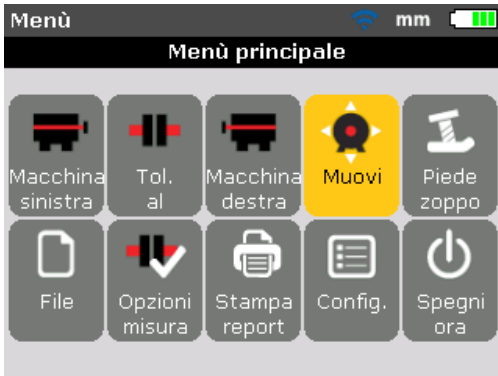 Menù mm
Menù principale
Macchina sinistra
Tol. al
Macchina destra
Muovi
Piede zoppo
File
Opzioni misura
Stampa report
Config.
Spegni ora